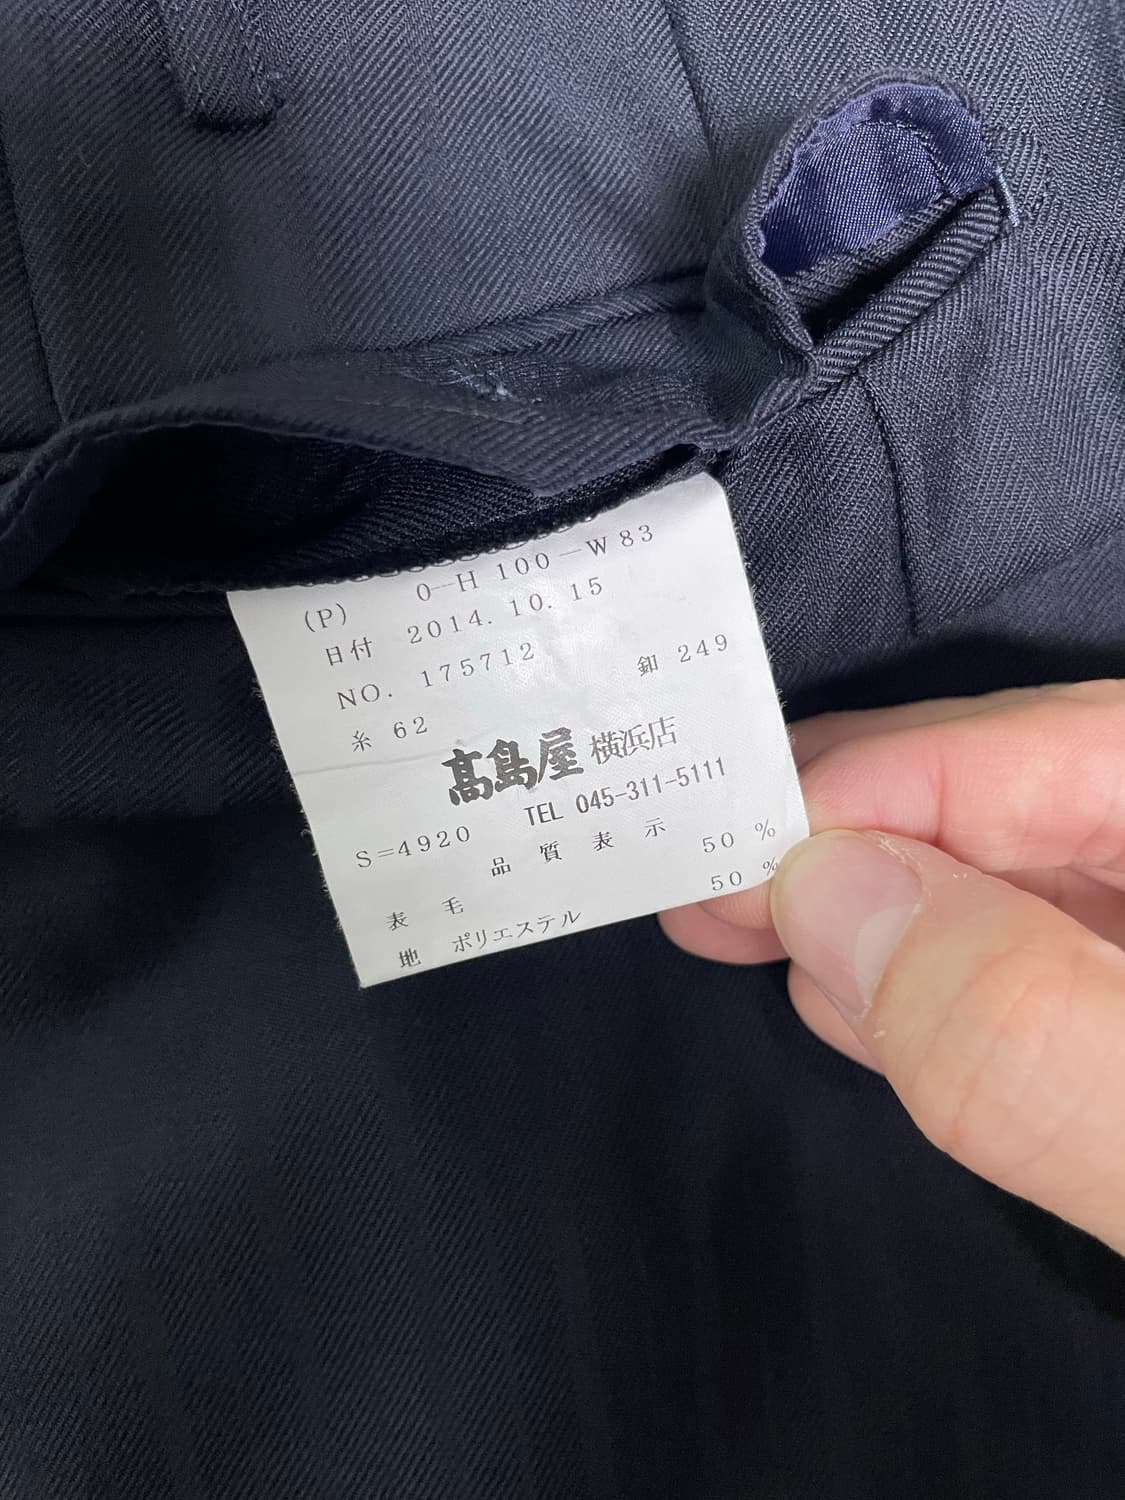 (P) 0-H 100-W 83
日付 2014. 10. 15
NO. 175712 釦 249
糸 62
髙島屋 横浜店
TEL 045-311-5111
S=4920
品質表示
表 毛 50 %
地 ポリエステル 50 %